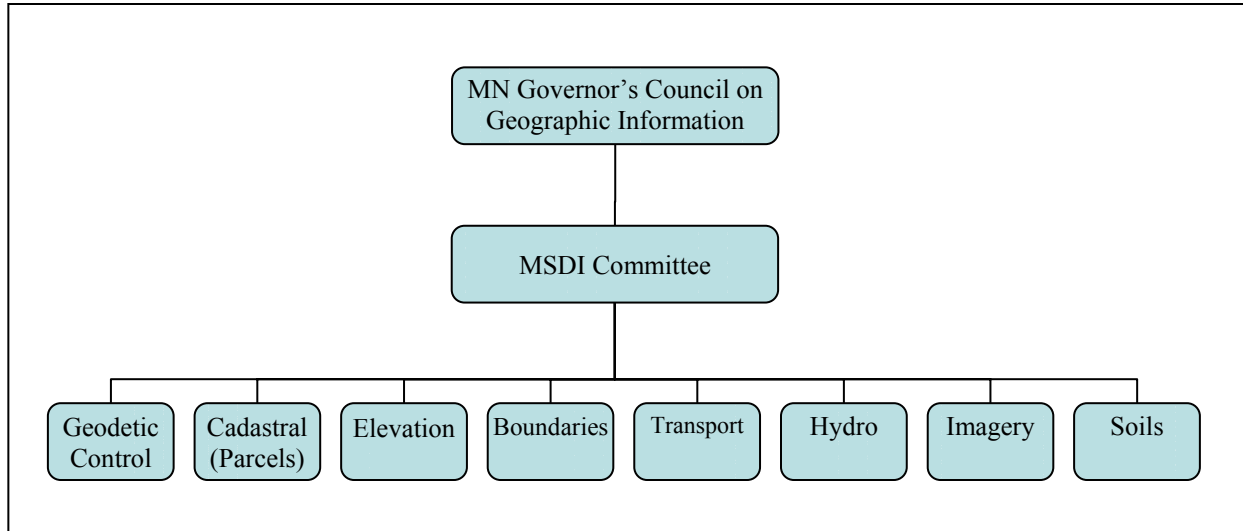 MN Governor’s Council on
Geographic Information
MSDI Committee
Geodetic
Control
Cadastral
(Parcels)
Elevation
Boundaries
Transport
Hydro
Imagery
Soils